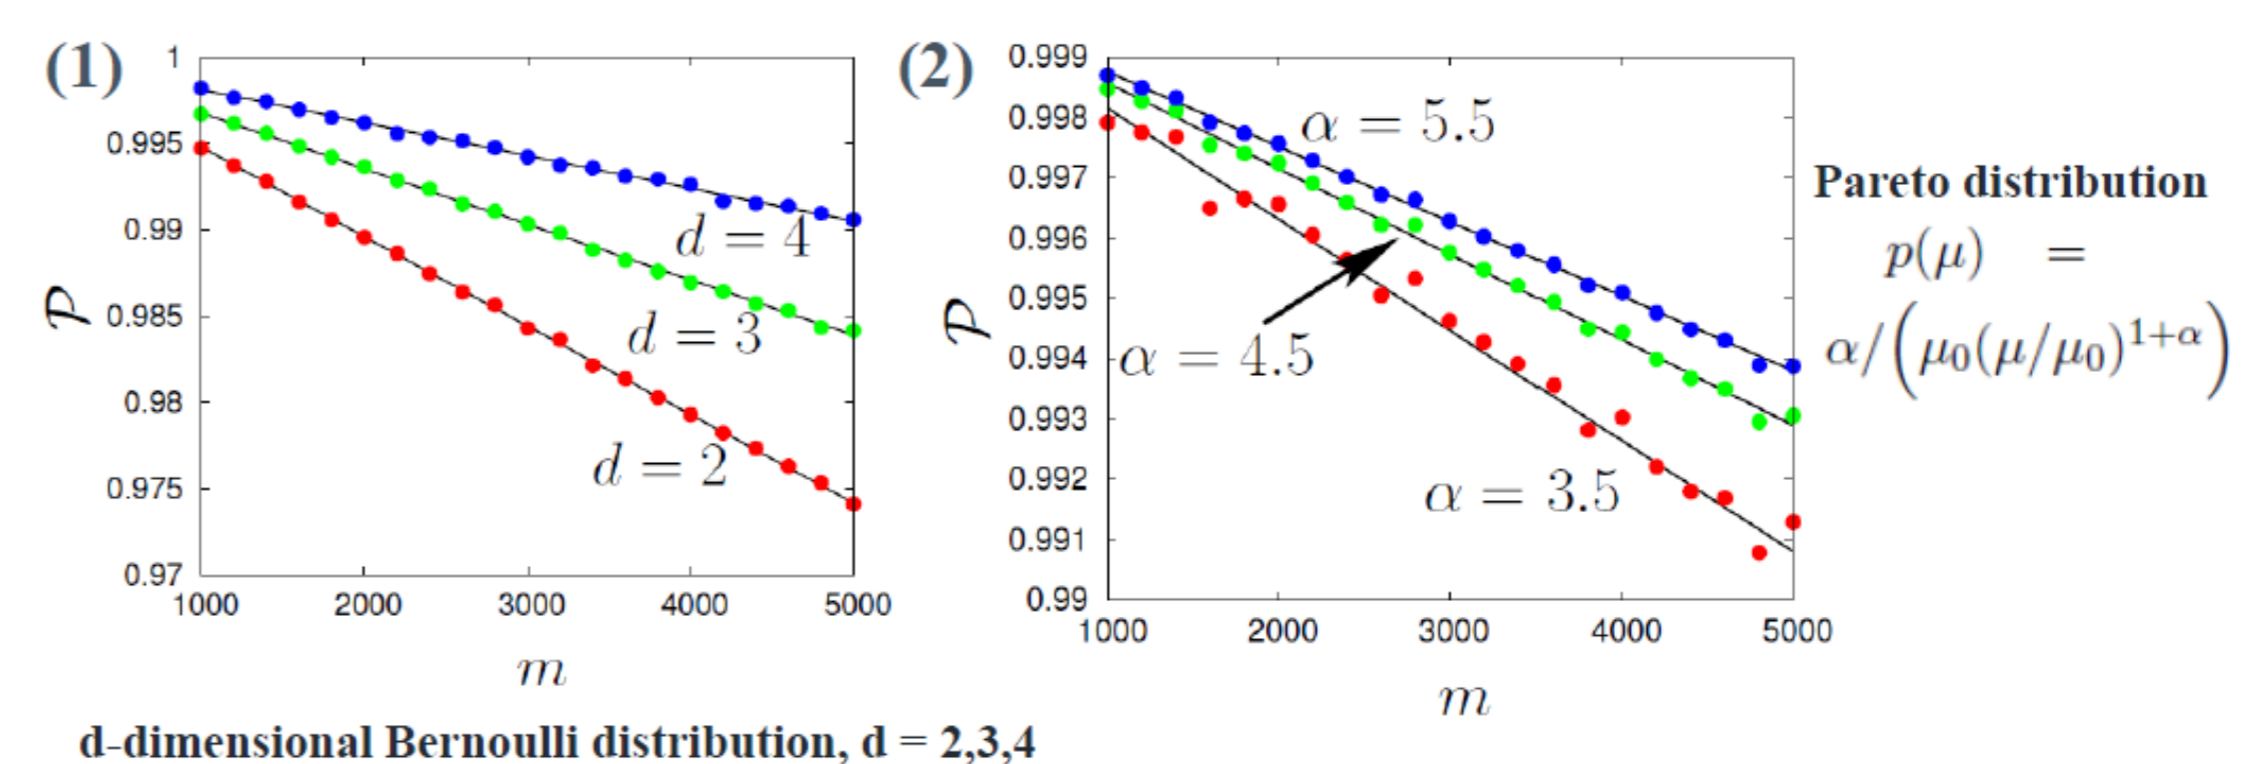 (1)
1
0.995
0.99
0.985
0.98
0.975
0.97
𝒫
1000 2000 3000 4000 5000
m
d = 4
d = 3
d = 2
d-dimensional Bernoulli distribution, d = 2,3,4
(2)
0.999
0.998
0.997
0.996
0.995
0.994
0.993
0.992
0.991
0.99
𝒫
1000 2000 3000 4000 5000
m
α = 5.5
α = 4.5
α = 3.5
Pareto distribution
p(μ) =
α/(μ₀(μ/μ₀)¹⁺ᵅ)